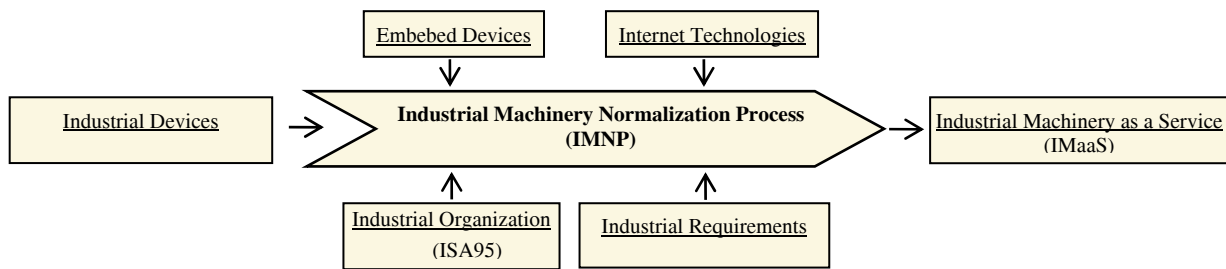 Embebed Devices
Internet Technologies
Industrial Devices
Industrial Machinery Normalization Process
(IMNP)
Industrial Machinery as a Service
(IMaaS)
Industrial Organization
(ISA95)
Industrial Requirements